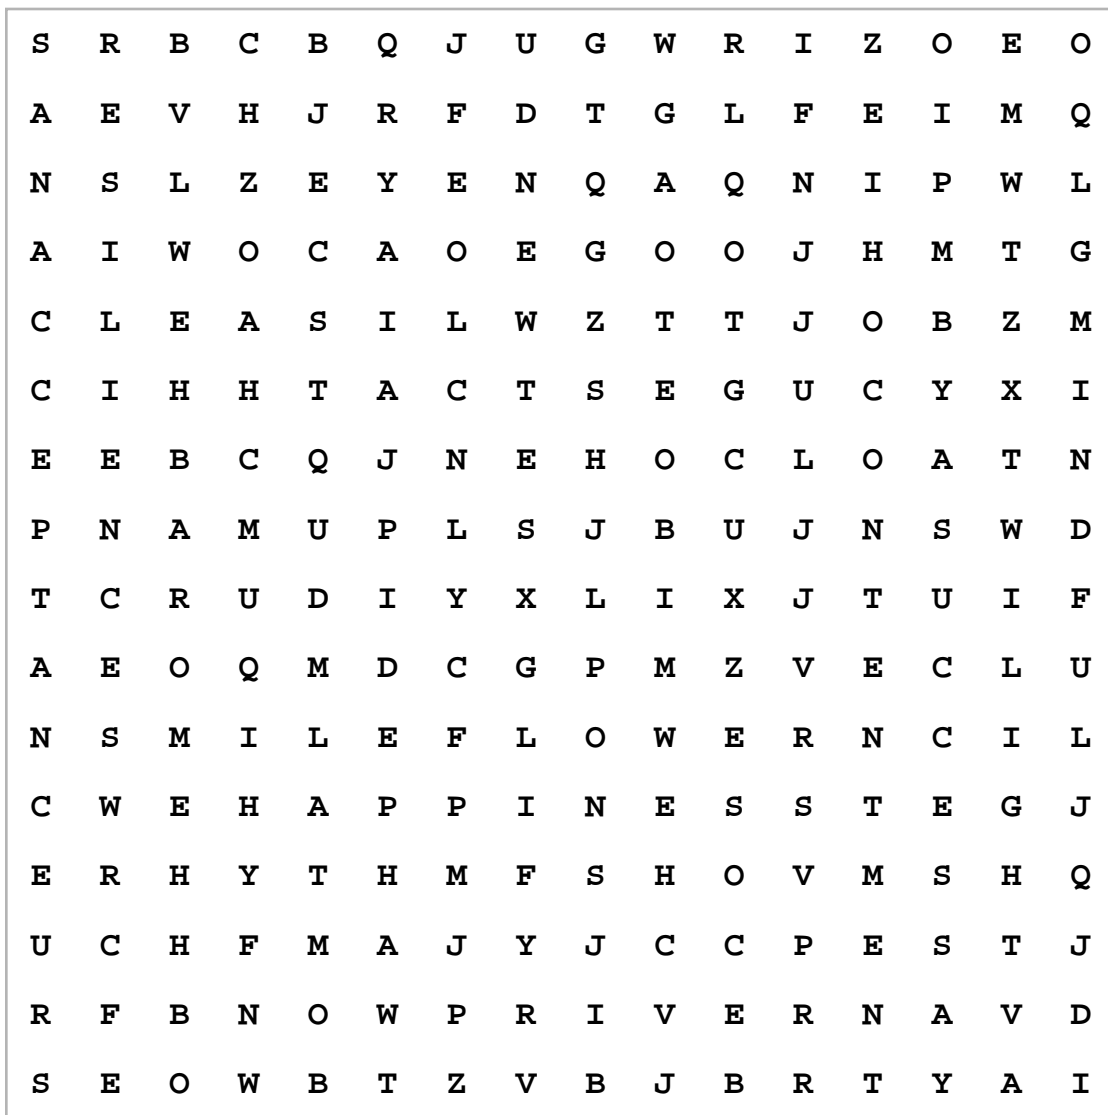 S R B C B Q J U G W R I Z O E O
A E V H J R F D T G L F E I M Q
N S L Z E Y E N Q A Q N I P W L
A I W O C A O E G O O J H M T G
C L E A S I L W Z T T J O B Z M
C I H H T A C T S E G U C Y X I
E E B C Q J N E H O C L O A T N
P N A M U P L S J B U J N S W D
T C R U D I Y X L I X J T U I F
A E O Q M D C G P M Z V E C L U
N S M I L E F L O W E R N C I L
C W E H A P P I N E S S T E G J
E R H Y T H M F S H O V M S H Q
U C H F M A J Y J C C P E S T J
R F B N O W P R I V E R N A V D
S E O W B T Z V B J B R T Y A I